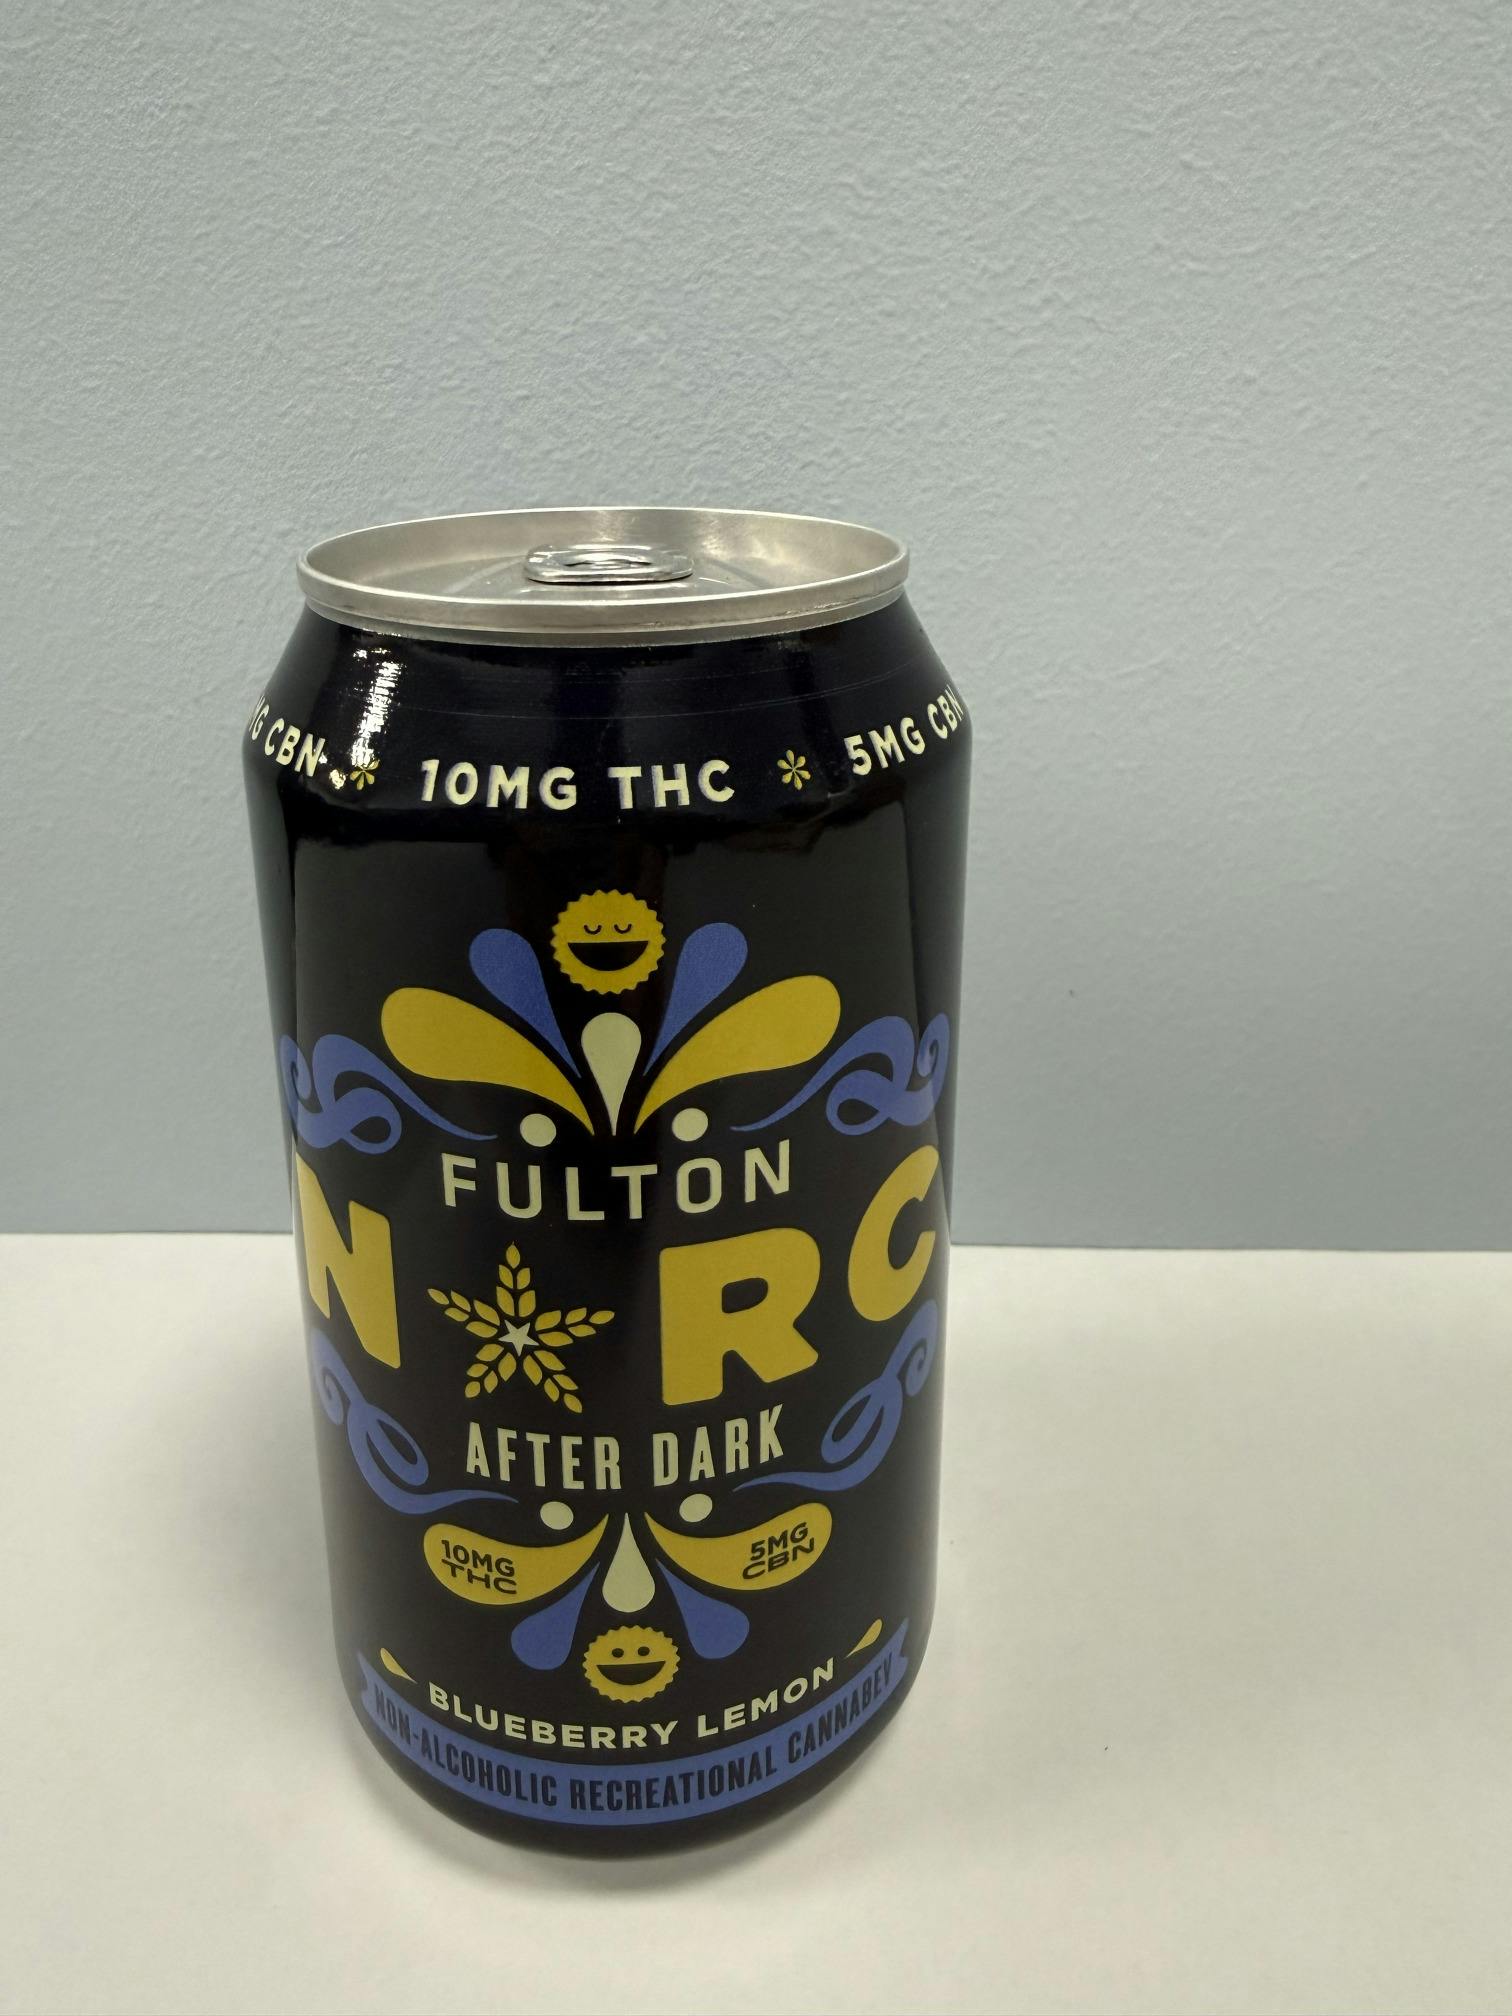 MG CBN * 10MG THC * 5MG CBN
FULTON
N RC
AFTER DARK
10MG
THC
5MG
CBN
BLUEBERRY LEMON
NON-ALCOHOLIC RECREATIONAL CANNABEV